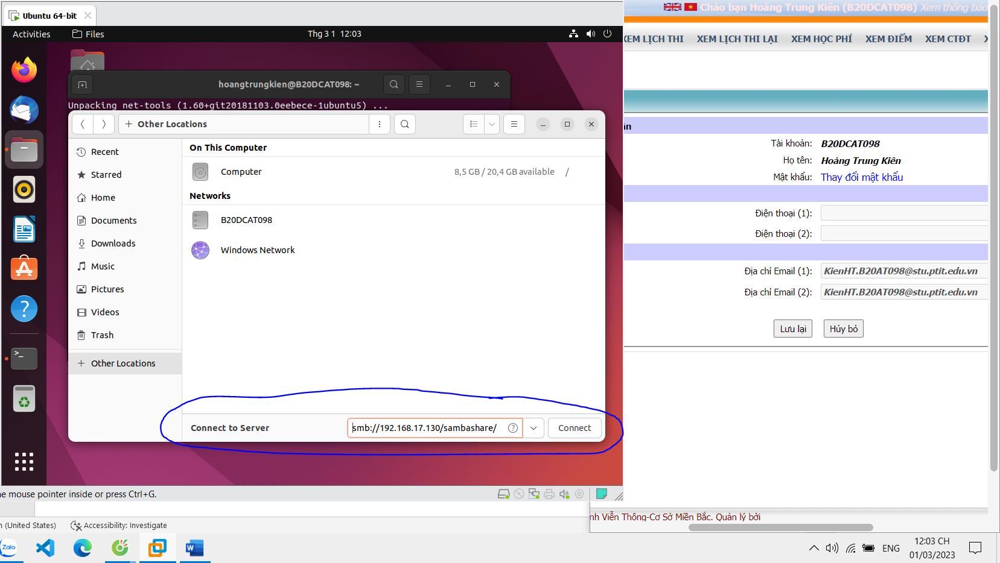 Ubuntu 64-bit
Activities
Files
Thg 3 1 12:03
hoangtrungkien@B20DCAT098: ~
Unpacking net-tools (1.60+git20181103.0eebece-1ubuntu5) ...
Other Locations
Recent
Starred
Home
Documents
Downloads
Music
Pictures
Videos
Trash
Other Locations
On This Computer
Computer
8,5 GB / 20,4 GB available
/
Networks
B20DCAT098
Windows Network
Connect to Server
smb://192.168.17.130/sambashare/
Connect
mouse pointer inside or press Ctrl+G.
Chào bạn Hoàng Trung Kiên (B20DCAT098) Xem thông báo
XEM LỊCH THI
XEM LỊCH THI LẠI
XEM HỌC PHÍ
XEM ĐIỂM
XEM CTĐT
Tài khoản: B20DCAT098
Họ tên: Hoàng Trung Kiên
Mật khẩu: Thay đổi mật khẩu
Điện thoại (1):
Điện thoại (2):
Địa chỉ Email (1): KienHT.B20AT098@stu.ptit.edu.vn
Địa chỉ Email (2): KienHT.B20AT098@stu.ptit.edu.vn
Lưu lại
Hủy bỏ
nh Viễn Thông-Cơ Sở Miền Bắc. Quản lý bởi
(United States)
Accessibility: Investigate
Zalo
ENG
12:03 CH
01/03/2023